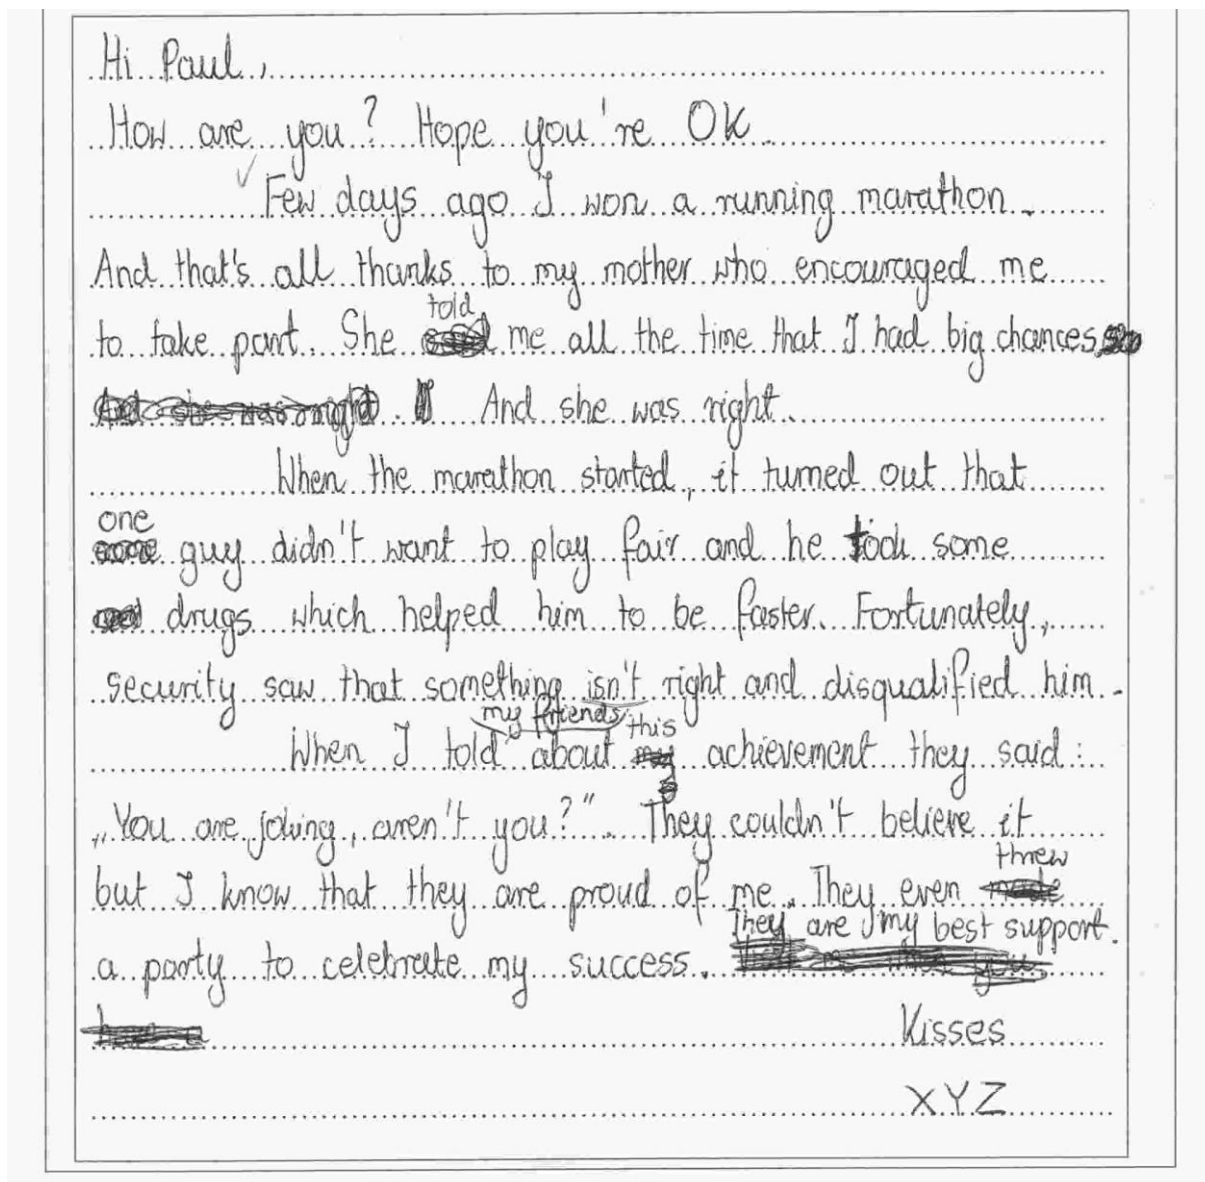 Hi Paul,
How are you? Hope you're OK
Few days ago I won a running marathon.
And that's all thanks to my mother who encouraged me
to take part. She told me all the time that I had big chances
And she was right.
When the marathon started, it turned out that
one guy didn't want to play fair and he took some
drugs which helped him to be faster. Fortunately,
security saw that something isn't right and disqualified him.
When I told my friends about this achievement they said:
„You are joking, aren't you?". They couldn't believe it
but I know that they are proud of me. They even threw
a party to celebrate my success. They are my best support.
Kisses
XYZ